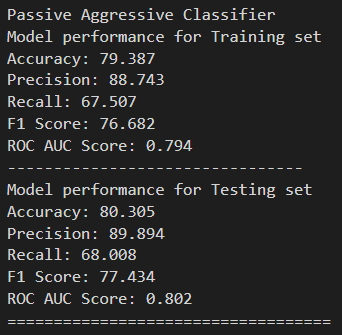 Passive Aggressive Classifier
Model performance for Training set
Accuracy: 79.387
Precision: 88.743
Recall: 67.507
F1 Score: 76.682
ROC AUC Score: 0.794
--------------------------------
Model performance for Testing set
Accuracy: 80.305
Precision: 89.894
Recall: 68.008
F1 Score: 77.434
ROC AUC Score: 0.802
===================================